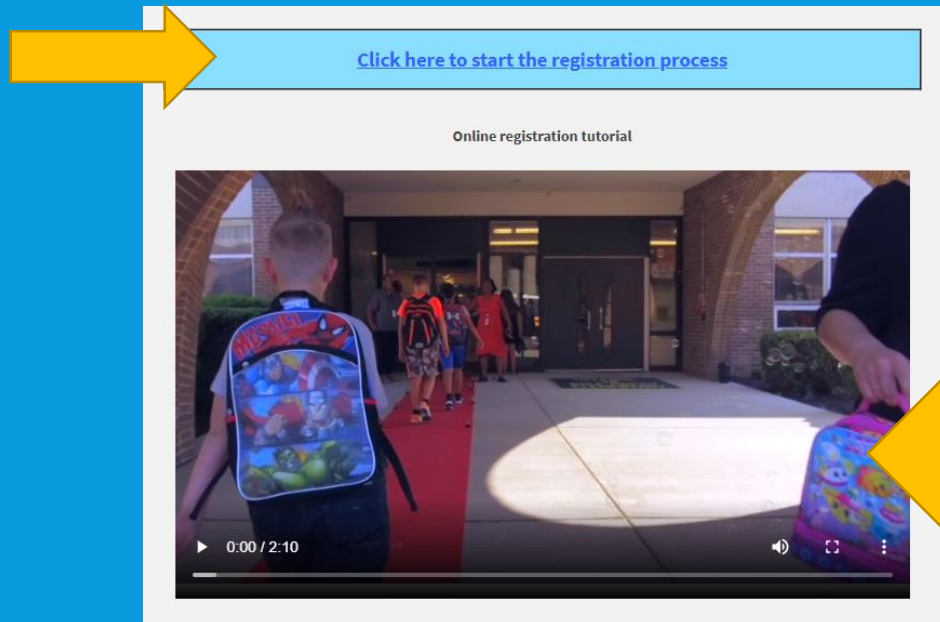 Click here to start the registration process
Online registration tutorial
MARVEL
0:00 / 2:10